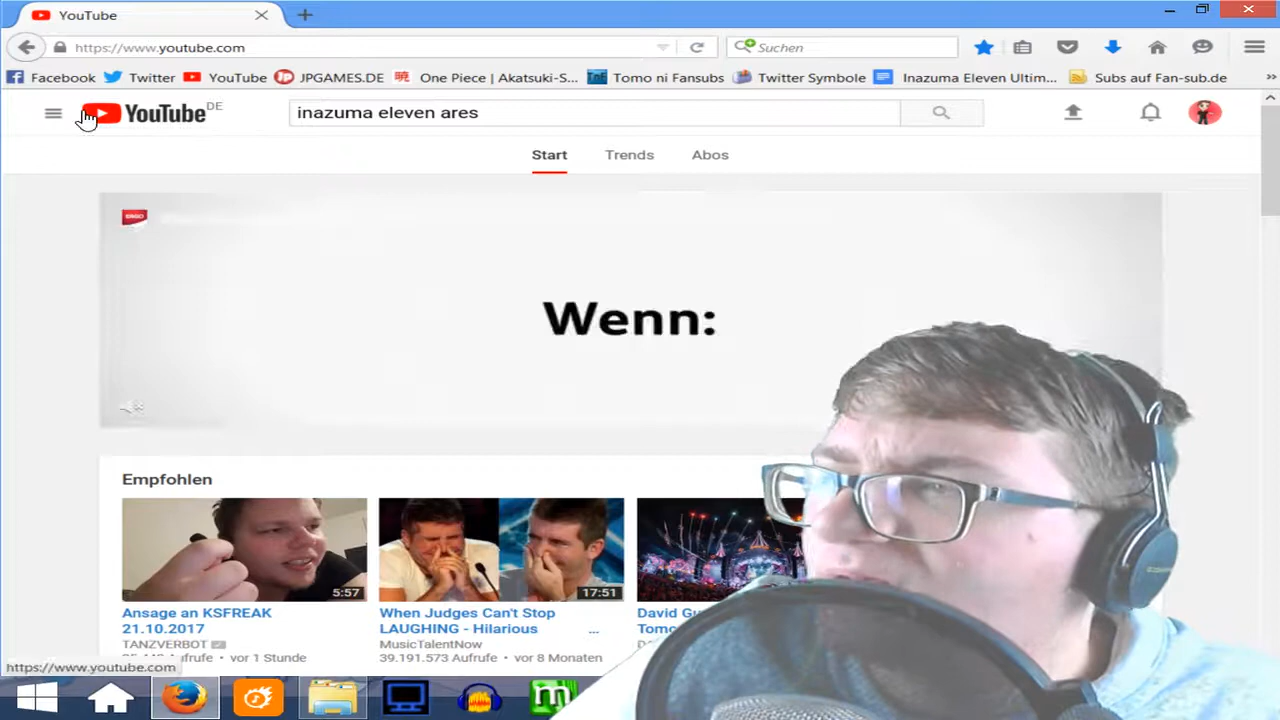 YouTube
https://www.youtube.com
Suchen
Facebook
Twitter
YouTube
JPGAMES.DE
One Piece | Akatsuki-S...
Tomo ni Fansubs
Twitter Symbole
Inazuma Eleven Ultim...
Subs auf Fan-sub.de
YouTube DE
inazuma eleven ares
Start
Trends
Abos
Wenn:
Empfohlen
5:57
17:51
Ansage an KSFREAK
21.10.2017
TANZVERBOT
Aufrufe • vor 1 Stunde
When Judges Can't Stop
LAUGHING - Hilarious ...
MusicTalentNow
39.191.573 Aufrufe • vor 8 Monaten
David Gu
Tomo
https://www.youtube.com